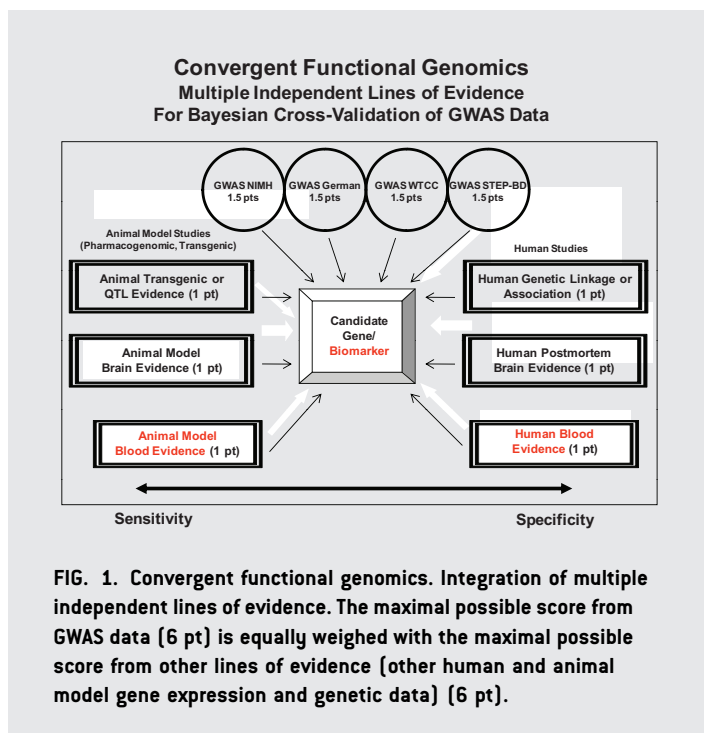 Convergent Functional Genomics
Multiple Independent Lines of Evidence
For Bayesian Cross-Validation of GWAS Data
GWAS NIMH
1.5 pts
GWAS German
1.5 pts
GWAS WTCC
1.5 pts
GWAS STEP-BD
1.5 pts
Animal Model Studies
(Pharmacogenomic, Transgenic)
Human Studies
Animal Transgenic or
QTL Evidence (1 pt)
Human Genetic Linkage or
Association (1 pt)
Candidate
Gene/
Biomarker
Animal Model
Brain Evidence (1 pt)
Human Postmortem
Brain Evidence (1 pt)
Animal Model
Blood Evidence (1 pt)
Human Blood
Evidence (1 pt)
Sensitivity
Specificity
FIG. 1. Convergent functional genomics. Integration of multiple
independent lines of evidence. The maximal possible score from
GWAS data (6 pt) is equally weighed with the maximal possible
score from other lines of evidence (other human and animal
model gene expression and genetic data) (6 pt).